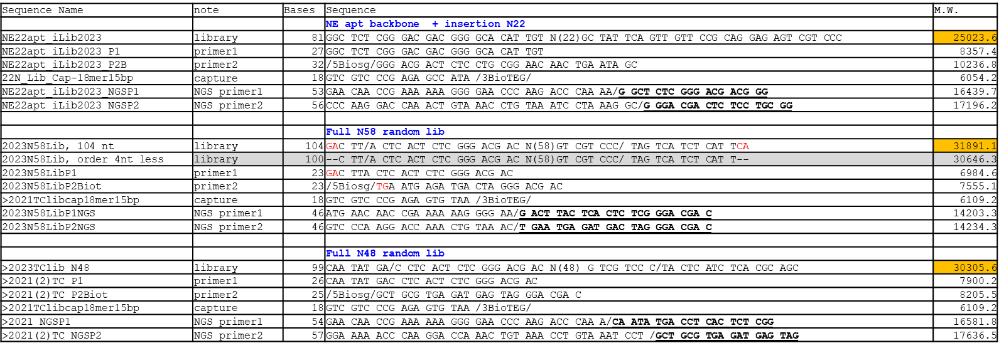 Sequence Name note Bases Sequence M.W.
NE apt backbone + insertion N22
NE22apt iLib2023 library 81 GGC TCT CGG GAC GAC GGG GCA CAT TGT N(22)GC TAT TCA GTT GTT CCG CAG GAG AGT CGT CCC 25023.6
NE22apt iLib2023 P1 primer1 27 GGC TCT CGG GAC GAC GGG GCA CAT TGT 8357.4
NE22apt iLib2023 P2B primer2 32 /5Biosg/GGG ACG ACT CTC CTG CGG AAC AAC TGA ATA GC 10236.8
22N_Lib_Cap-18mer15bp capture 18 GTC GTC CCG AGA GCC ATA /3BioTEG/ 6054.2
NE22apt iLib2023 NGSP1 NGS primer1 53 GAA CAA CCG AAA AAA GGG GAA CCC AAG ACC CAA AA/G GCT CTC GGG ACG ACG GG 16439.7
NE22apt iLib2023 NGSP2 NGS primer2 56 CCC AAG GAC CAA ACT GTA AAC CTG TAA ATC CTA AAG GC/G GGA CGA CTC TCC TGC GG 17196.2
Full N58 random lib
2023N58Lib, 104 nt library 104 GAC TT/A CTC ACT CTC GGG ACG AC N(58)GT CGT CCC/ TAG TCA TCT CAT TCA 31891.1
2023N58Lib, order 4nt less library 100 --C TT/A CTC ACT CTC GGG ACG AC N(58)GT CGT CCC/ TAG TCA TCT CAT T-- 30646.3
2023N58LibP1 primer1 23 GAC TTA CTC ACT CTC GGG ACG AC 6984.6
2023N58LibP2Biot primer2 23 /5Biosg/TGA ATG AGA TGA CTA GGG ACG AC 7555.1
>2021TClibcap18mer15bp capture 18 GTC GTC CCG AGA GTG TAA /3BioTEG/ 6109.2
2023N58LibP1NGS NGS primer1 46 ATG AAC AAC CGA AAA AAG GGG AA/G ACT TAC TCA CTC TCG GGA CGA C 14203.3
2023N58LibP2NGS NGS primer2 46 GTC CCA AGG ACC AAA CTG TAA AC/T GAA TGA GAT GAC TAG GGA CGA C 14234.3
Full N48 random lib
>2023TClib N48 library 99 CAA TAT GA/C CTC ACT CTC GGG ACG AC N(48) G TCG TCC C/TA CTC ATC TCA CGC AGC 30305.6
>2021(2)TC P1 primer1 26 CAA TAT GAC CTC ACT CTC GGG ACG AC 7900.2
>2021(2)TC P2Biot primer2 25 /5Biosg/GCT GCG TGA GAT GAG TAG GGA CGA C 8205.5
>2021TClibcap18mer15bp capture 18 GTC GTC CCG AGA GTG TAA /3BioTEG/ 6109.2
>2021 NGSP1 NGS primer1 54 GAA CAA CCG AAA AAA GGG GAA CCC AAG ACC CAA A/CA ATA TGA CCT CAC TCT CGG 16581.8
>2021(2)TC NGSP2 NGS primer2 57 GGA AAA ACC AAG GAC CAA ACT GTA AAC CTG TAA ATC CT /GCT GCG TGA GAT GAG TAG 17636.5